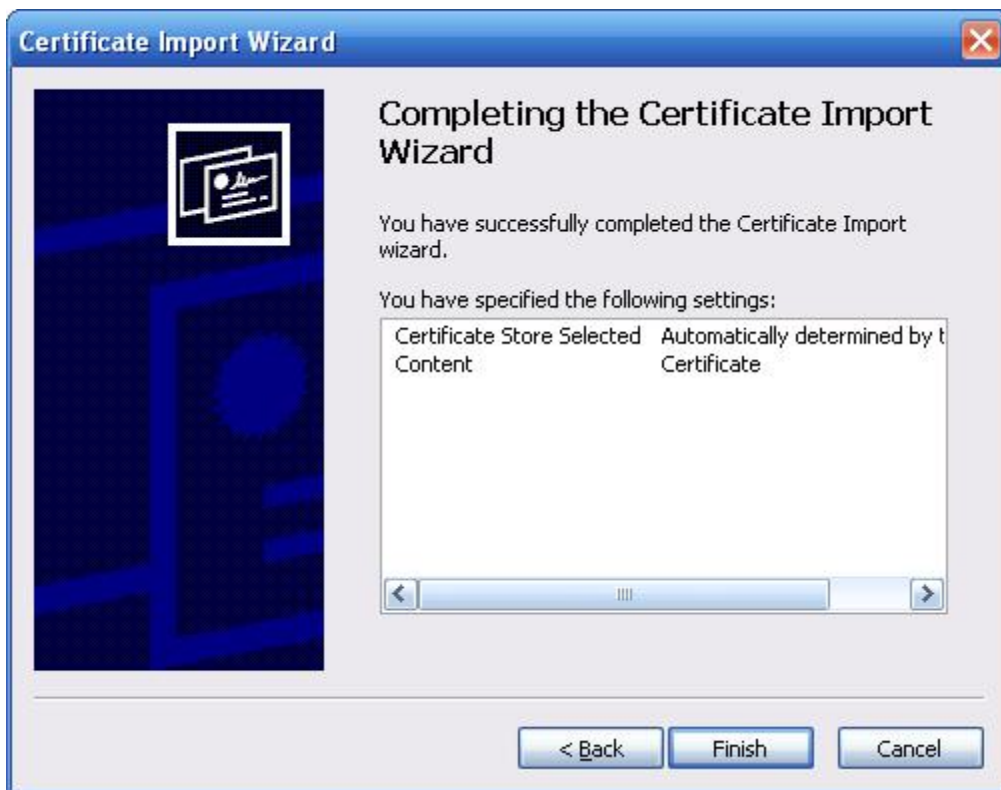 Certificate Import Wizard
Completing the Certificate Import
Wizard
You have successfully completed the Certificate Import
wizard.
You have specified the following settings:
Certificate Store Selected Automatically determined by t
Content Certificate
< Back Finish Cancel